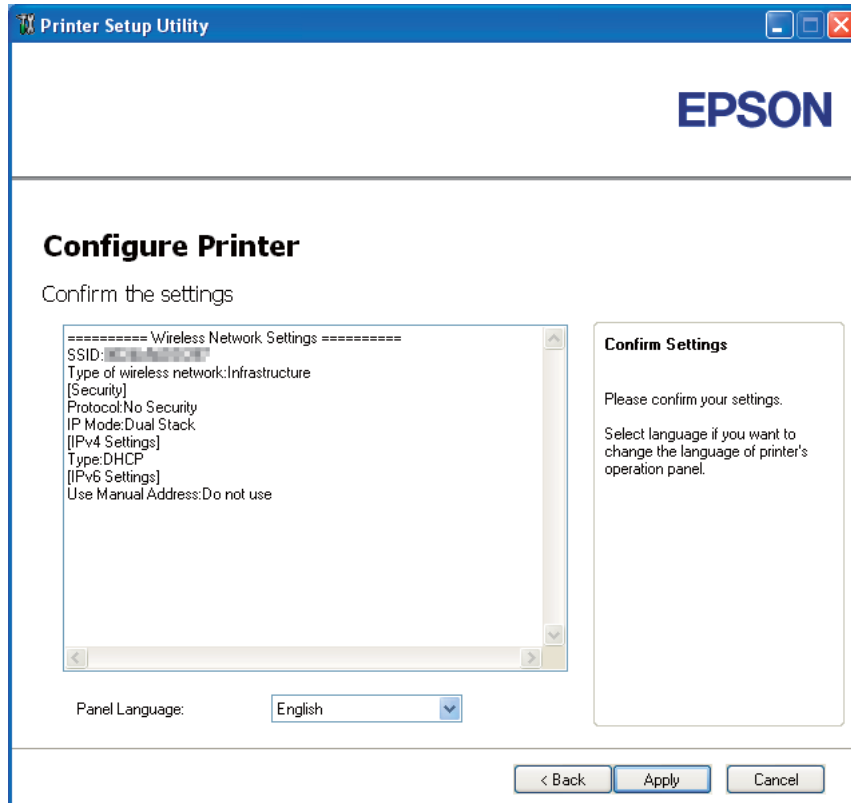 Printer Setup Utility
EPSON
Configure Printer
Confirm the settings
========== Wireless Network Settings ==========
SSID:
Type of wireless network:Infrastructure
[Security]
Protocol:No Security
IP Mode:Dual Stack
[IPv4 Settings]
Type:DHCP
[IPv6 Settings]
Use Manual Address:Do not use
Confirm Settings
Please confirm your settings.
Select language if you want to
change the language of printer's
operation panel.
Panel Language:
English
< Back
Apply
Cancel